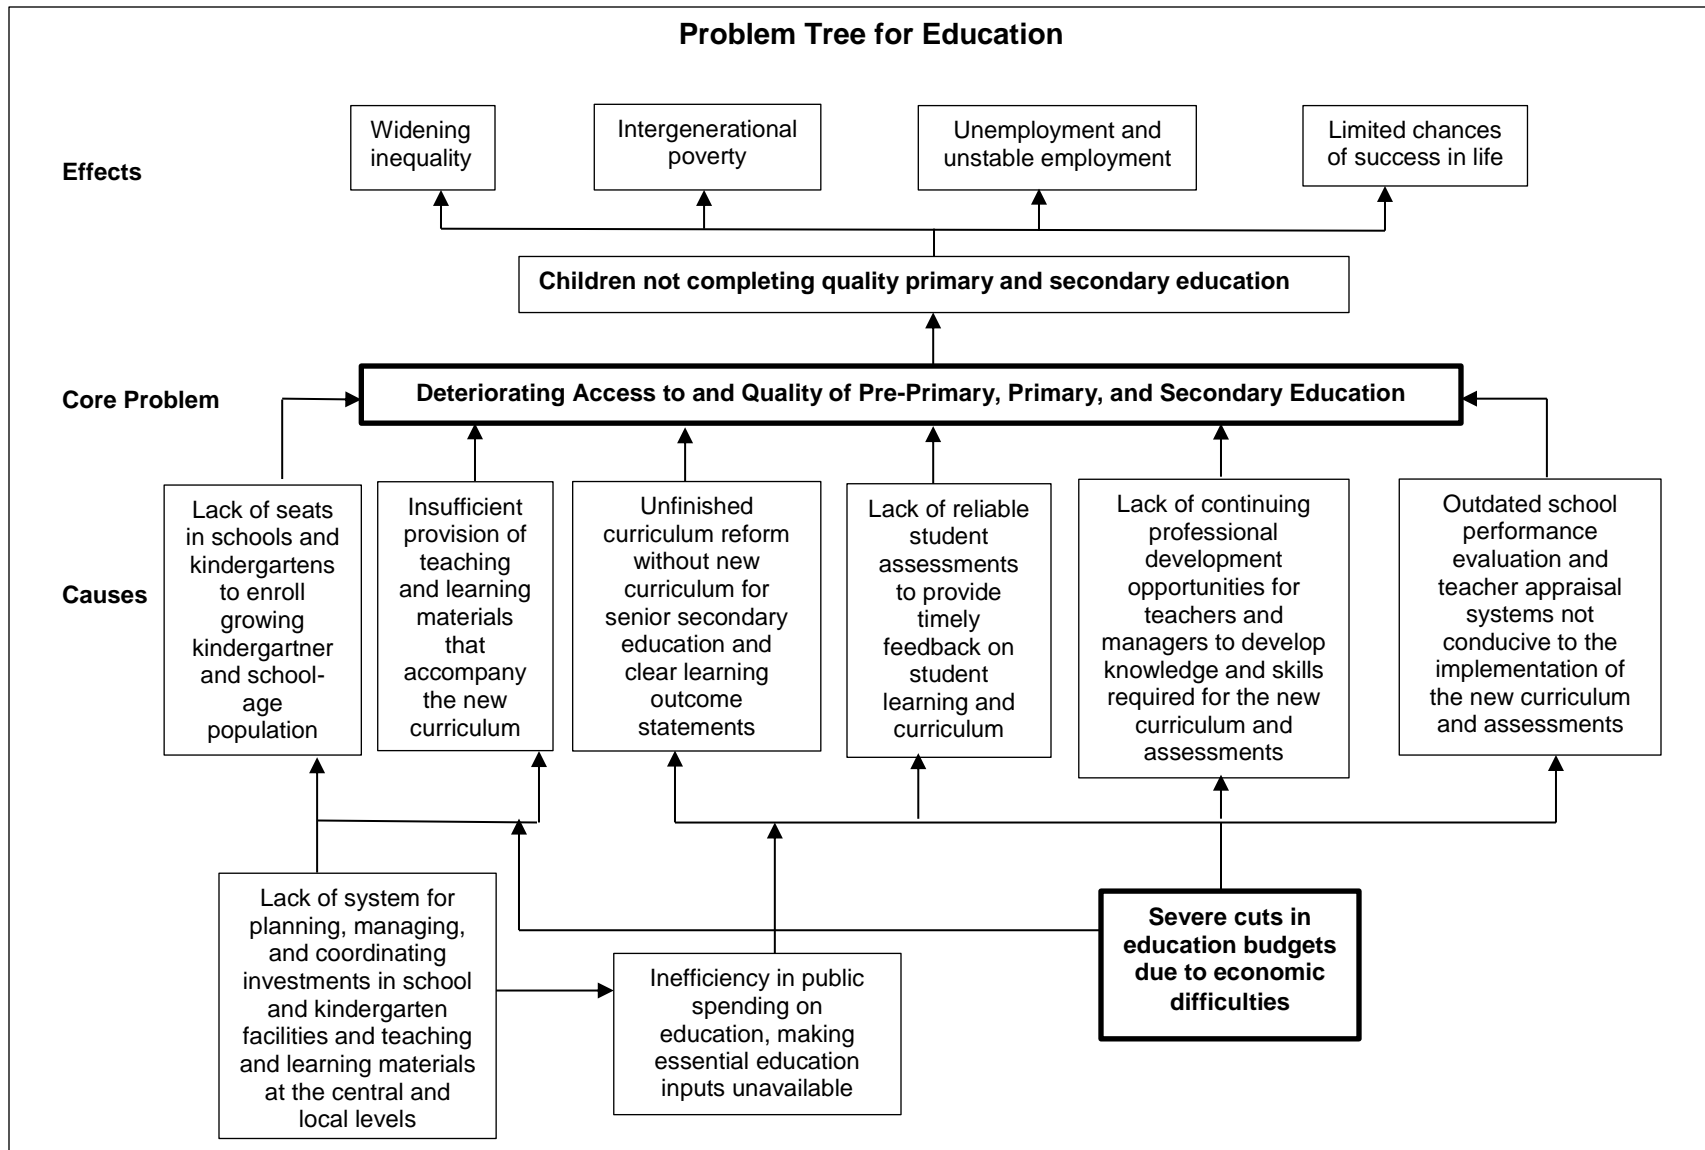 Problem Tree for Education
Effects
Widening
inequality
Intergenerational
poverty
Unemployment and
unstable employment
Limited chances
of success in life
Children not completing quality primary and secondary education
Core Problem
Deteriorating Access to and Quality of Pre-Primary, Primary, and Secondary Education
Causes
Lack of seats
in schools and
kindergartens
to enroll
growing
kindergartner
and school-
age
population
Insufficient
provision of
teaching
and learning
materials
that
accompany
the new
curriculum
Unfinished
curriculum reform
without new
curriculum for
senior secondary
education and
clear learning
outcome
statements
Lack of reliable
student
assessments
to provide
timely
feedback on
student
learning and
curriculum
Lack of continuing
professional
development
opportunities for
teachers and
managers to develop
knowledge and skills
required for the new
curriculum and
assessments
Outdated school
performance
evaluation and
teacher appraisal
systems not
conducive to the
implementation of
the new curriculum
and assessments
Lack of system for
planning, managing,
and coordinating
investments in school
and kindergarten
facilities and teaching
and learning materials
at the central and
local levels
Inefficiency in public
spending on
education, making
essential education
inputs unavailable
Severe cuts in
education budgets
due to economic
difficulties